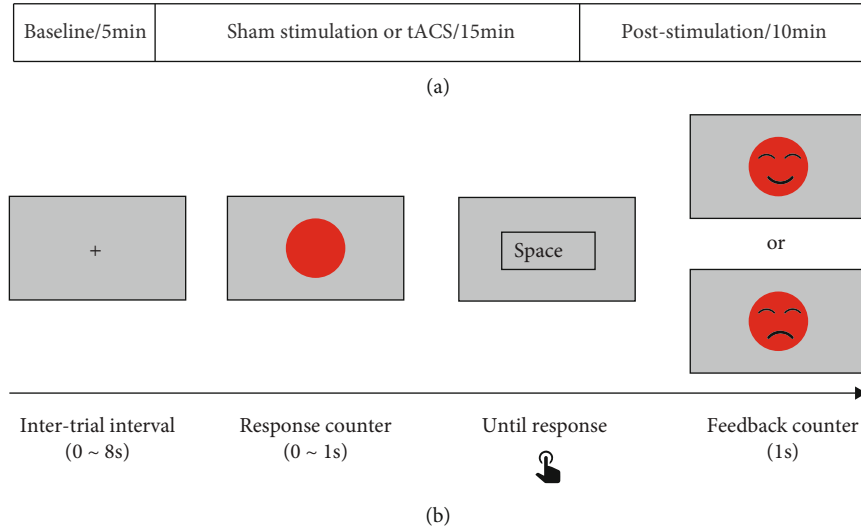 Baseline/5min Sham stimulation or tACS/15min Post-stimulation/10min
(a)
+
Space
or
Inter-trial interval Response counter Until response Feedback counter
(0 ~ 8s) (0 ~ 1s) (1s)
(b)